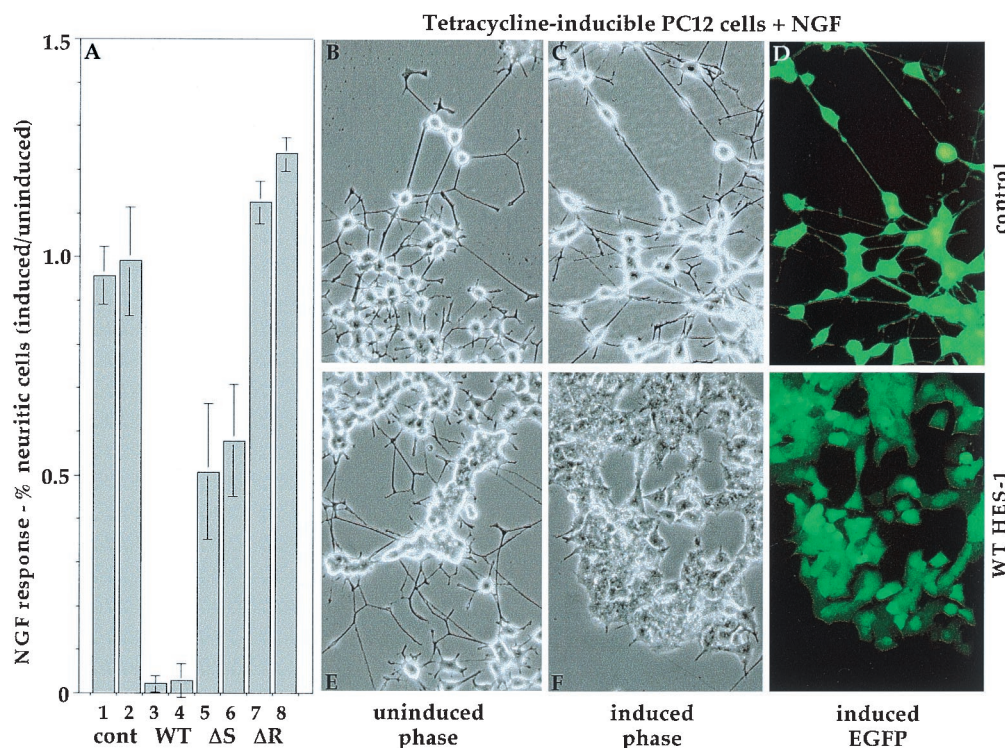 Tetracycline-inducible PC12 cells + NGF
NGF response - % neuritic cells (induced/uninduced)
1.5
1.0
0.5
0
A
1 2 3 4 5 6 7 8
cont WT ΔS ΔR
B
C
D
control
E
F
WT HES-1
uninduced
phase
induced
phase
induced
EGFP